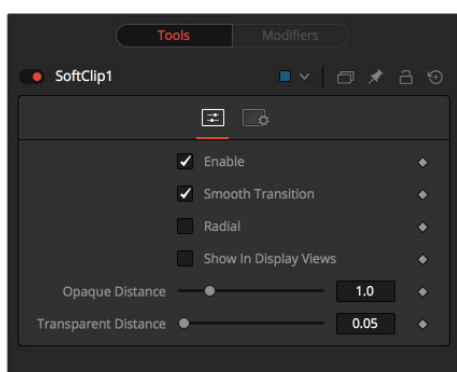 Tools Modifiers
SoftClip1
Enable
Smooth Transition
Radial
Show In Display Views
Opaque Distance 1.0
Transparent Distance 0.05